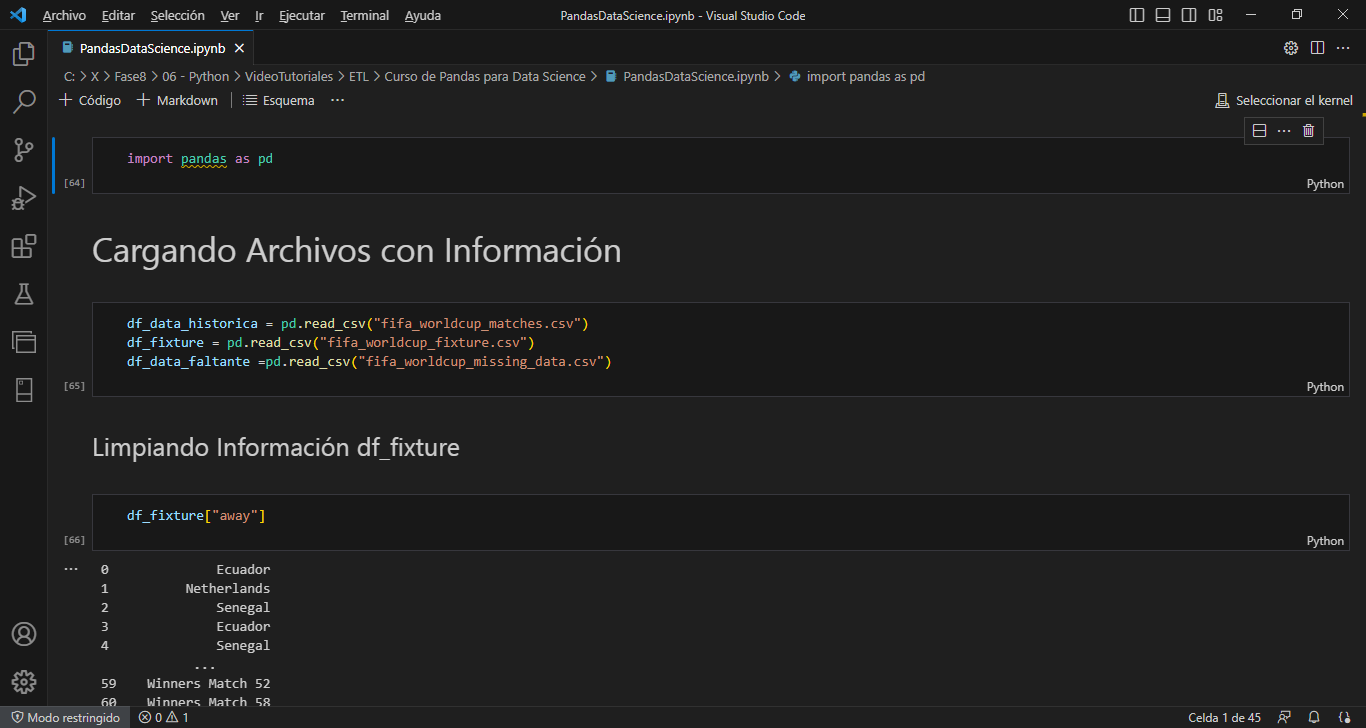 Archivo Editar Selección Ver Ir Ejecutar Terminal Ayuda PandasDataScience.ipynb - Visual Studio Code
PandasDataScience.ipynb
C: > X > Fase8 > 06 - Python > VideoTutoriales > ETL > Curso de Pandas para Data Science > PandasDataScience.ipynb > import pandas as pd
+ Código + Markdown | Esquema ··· Seleccionar el kernel
import pandas as pd
[64] Python
Cargando Archivos con Información
df_data_historica = pd.read_csv("fifa_worldcup_matches.csv")
df_fixture = pd.read_csv("fifa_worldcup_fixture.csv")
df_data_faltante =pd.read_csv("fifa_worldcup_missing_data.csv")
[65] Python
Limpiando Información df_fixture
df_fixture["away"]
[66] Python
0 Ecuador
1 Netherlands
2 Senegal
3 Ecuador
4 Senegal
...
59 Winners Match 52
60 Winners Match 58
Modo restringido 0 1 Celda 1 de 45